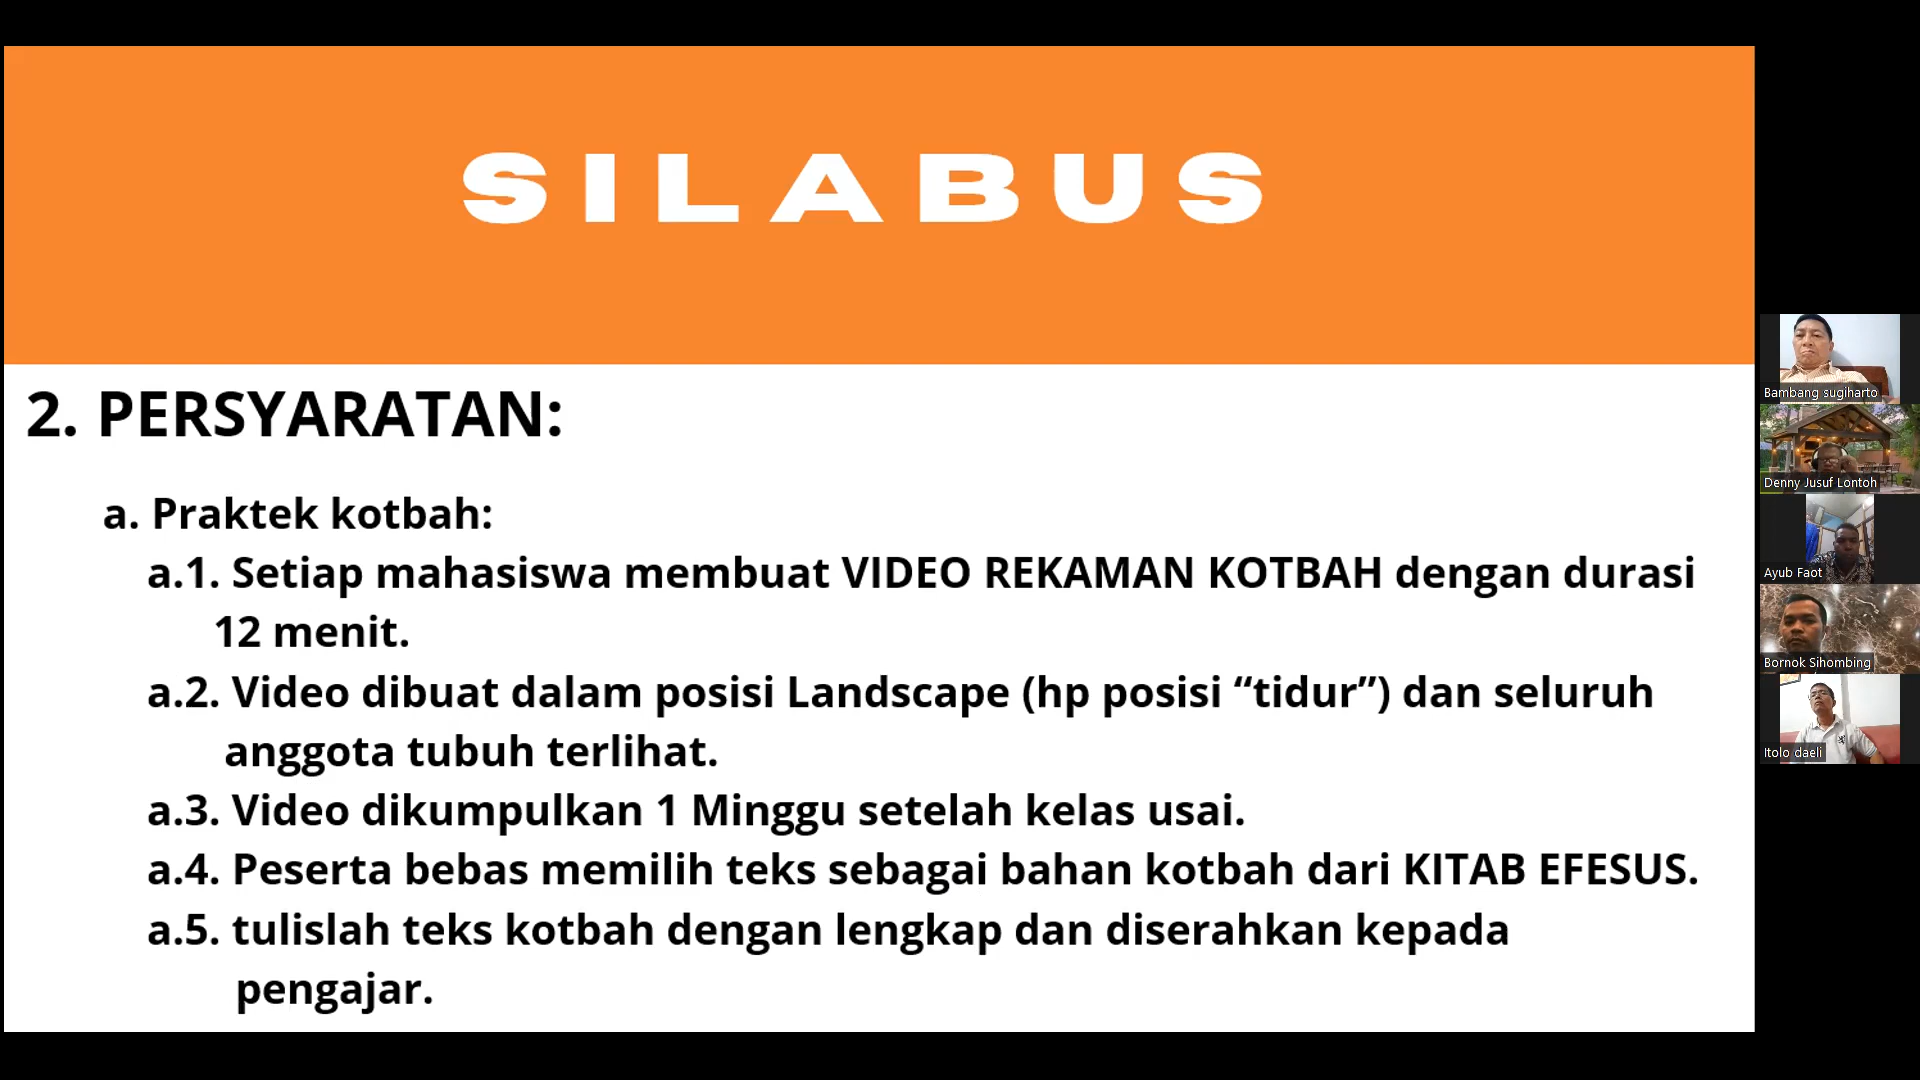 SILABUS
2. PERSYARATAN:
a. Praktek kotbah:
a.1. Setiap mahasiswa membuat VIDEO REKAMAN KOTBAH dengan durasi
12 menit.
a.2. Video dibuat dalam posisi Landscape (hp posisi “tidur”) dan seluruh
anggota tubuh terlihat.
a.3. Video dikumpulkan 1 Minggu setelah kelas usai.
a.4. Peserta bebas memilih teks sebagai bahan kotbah dari KITAB EFESUS.
a.5. tulislah teks kotbah dengan lengkap dan diserahkan kepada
pengajar.
Bambang sugiharto
Denny Jusuf Lontoh
Ayub Faot
Bornok Sihombing
Itolo daeli